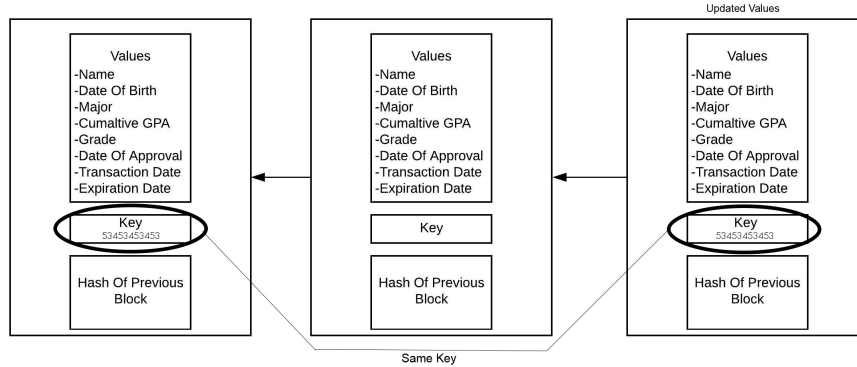 Updated Values
Values
-Name
-Date Of Birth
-Major
-Cumaltive GPA
-Grade
-Date Of Approval
-Transaction Date
-Expiration Date
Key
53453453453
Hash Of Previous
Block
Values
-Name
-Date Of Birth
-Major
-Cumaltive GPA
-Grade
-Date Of Approval
-Transaction Date
-Expiration Date
Key
Hash Of Previous
Block
Values
-Name
-Date Of Birth
-Major
-Cumaltive GPA
-Grade
-Date Of Approval
-Transaction Date
-Expiration Date
Key
53453453453
Hash Of Previous
Block
Same Key